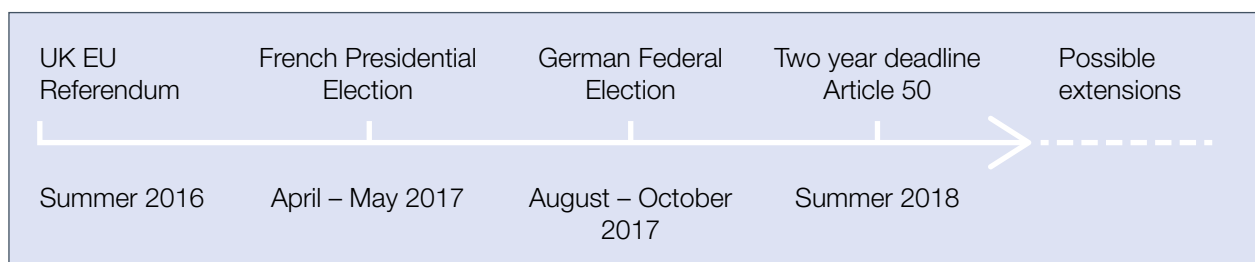 UK EU
Referendum
French Presidential
Election
German Federal
Election
Two year deadline
Article 50
Possible
extensions
Summer 2016
April – May 2017
August – October
2017
Summer 2018